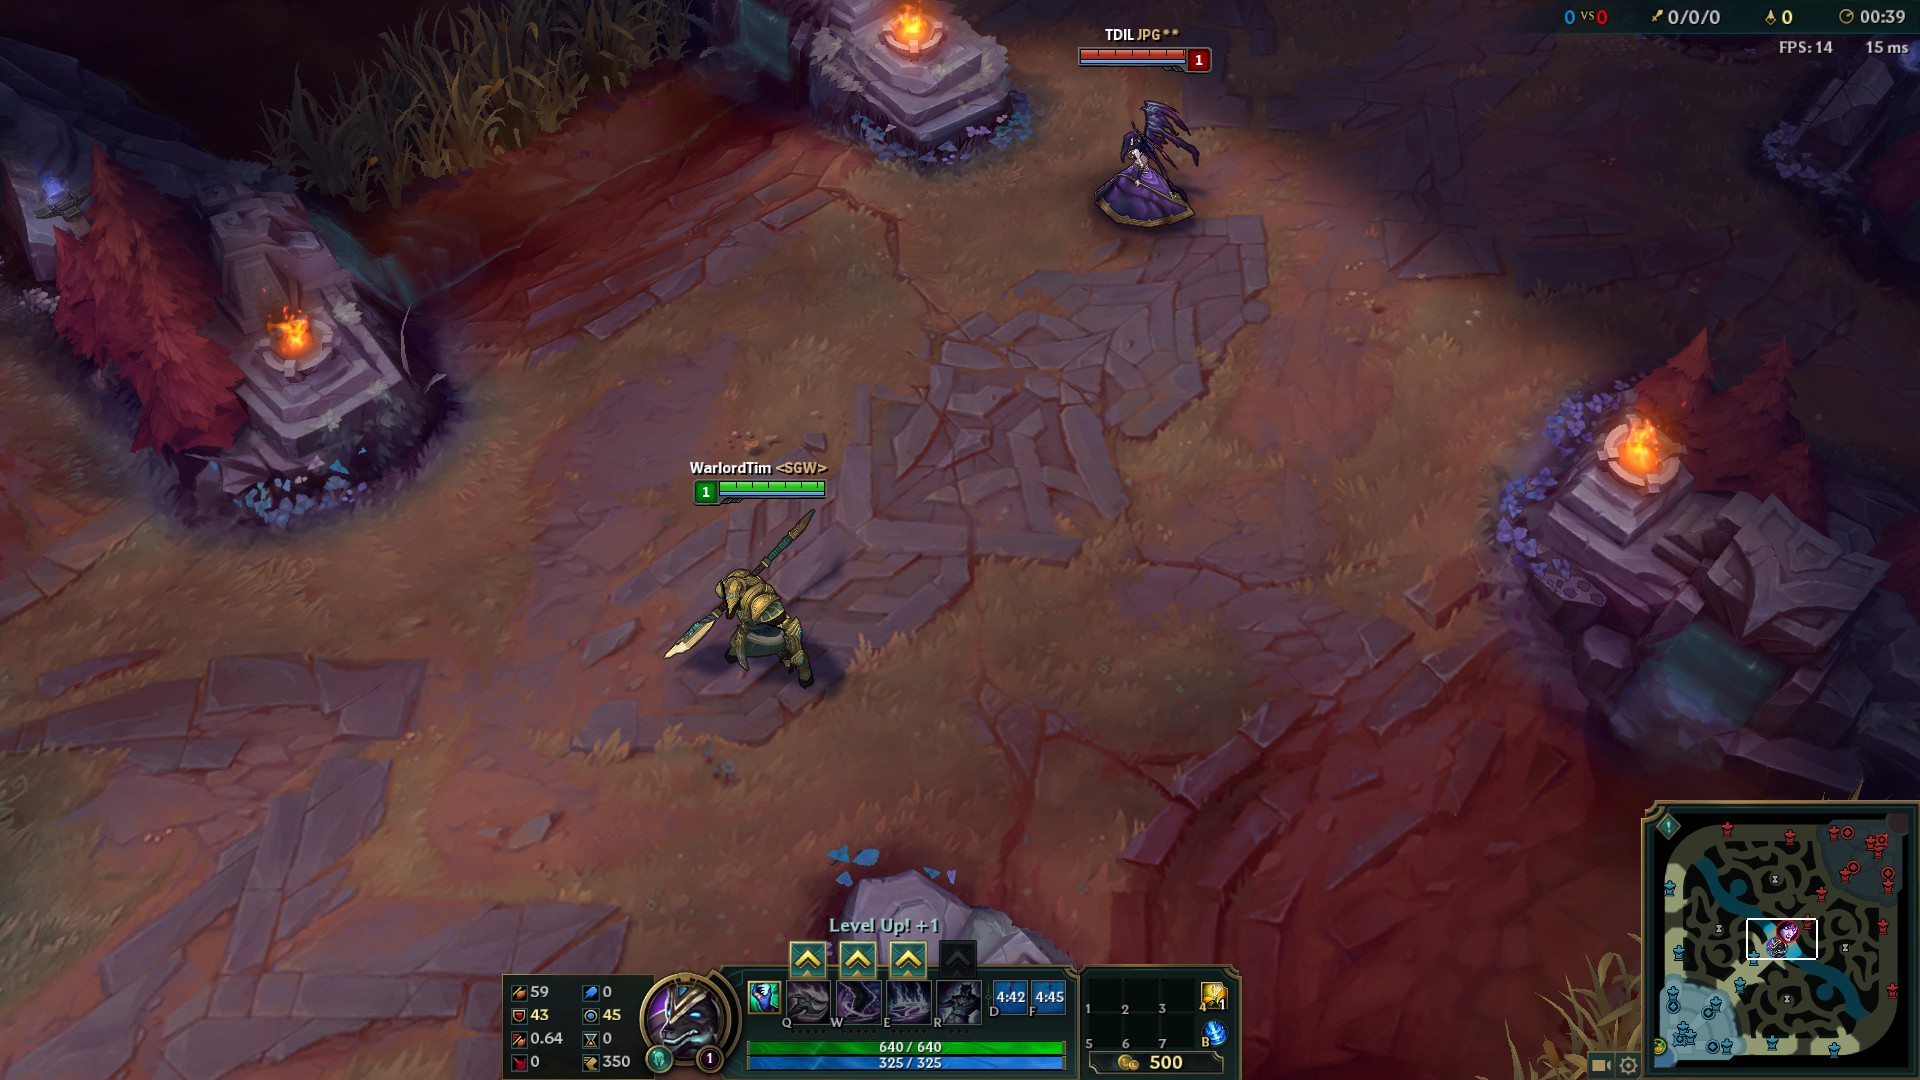 0 VS 0 0/0/0 0 00:39
FPS: 14 15 ms
TDIL JPG**
1
WarlordTim <SGW>
1
Level Up! +1
59 0
43 45
0.64 0
0 350
1
Q W E R
4:42 D 4:45 F
640 / 640
325 / 325
1 2 3 4 1
5 6 7 B
500